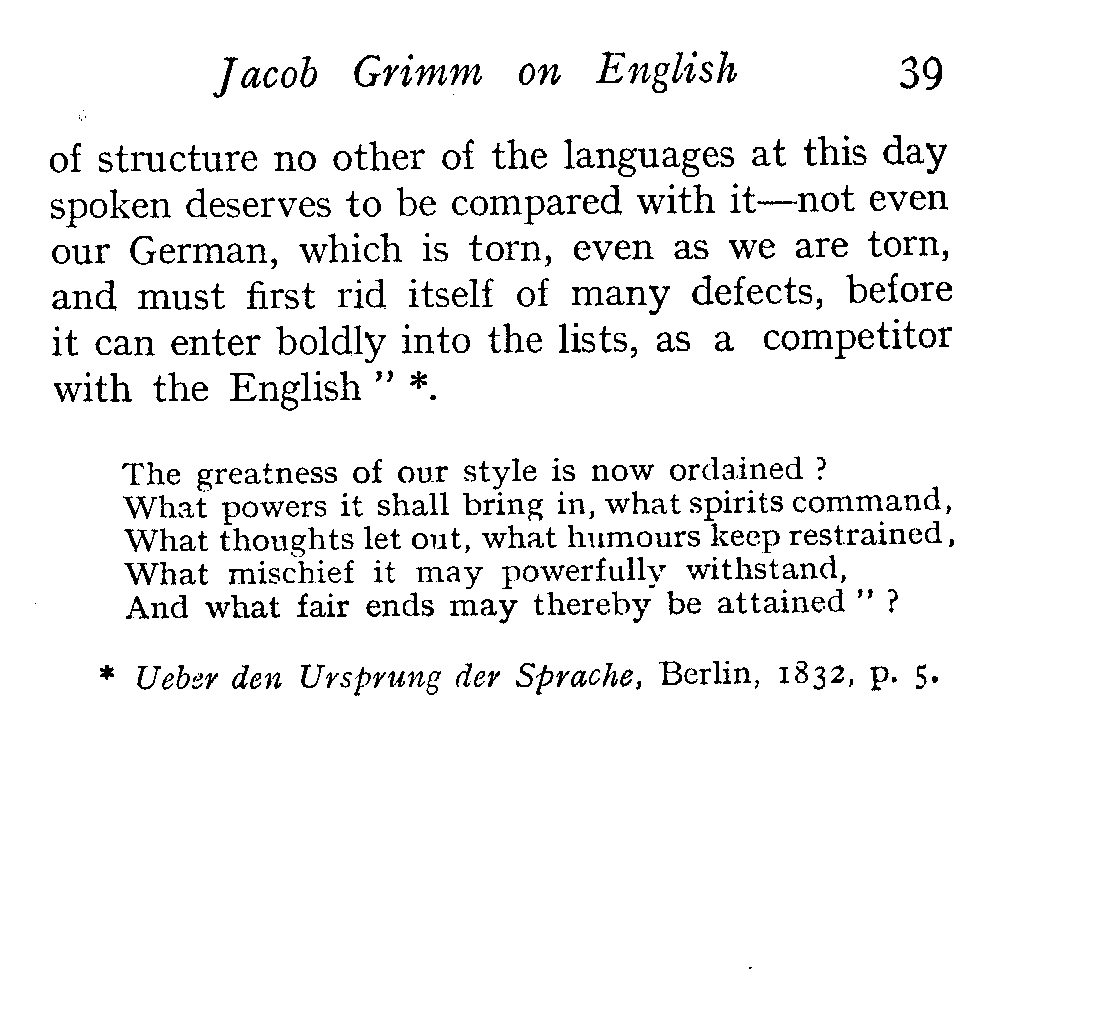 Jacob Grimm on English 39
of structure no other of the languages at this day
spoken deserves to be compared with it—not even
our German, which is torn, even as we are torn,
and must first rid itself of many defects, before
it can enter boldly into the lists, as a competitor
with the English ” *.
The greatness of our style is now ordained ?
What powers it shall bring in, what spirits command,
What thoughts let out, what humours keep restrained,
What mischief it may powerfully withstand,
And what fair ends may thereby be attained ” ?
* Ueber den Ursprung der Sprache, Berlin, 1832, p. 5.